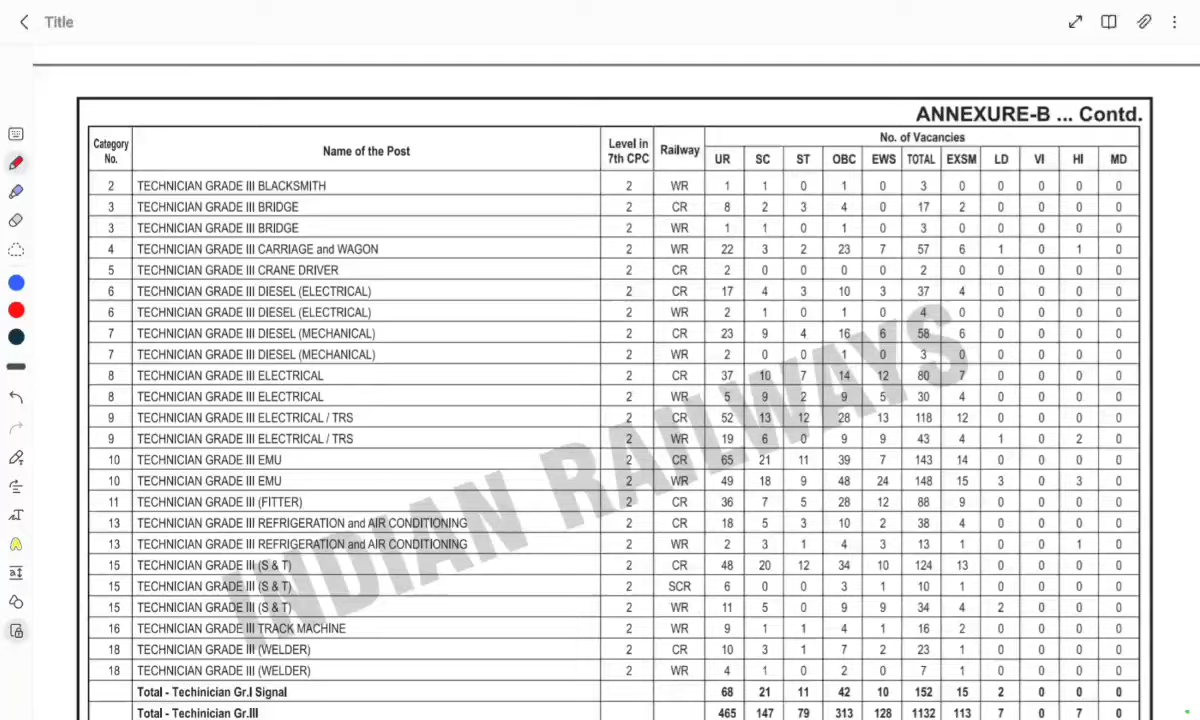 Title
ANNEXURE-B ... Contd.
Category No. Name of the Post Level in 7th CPC Railway No. of Vacancies
UR SC ST OBC EWS TOTAL EXSM LD VI HI MD
2 TECHNICIAN GRADE III BLACKSMITH 2 WR 1 1 0 1 0 3 0 0 0 0 0
3 TECHNICIAN GRADE III BRIDGE 2 CR 8 2 3 4 0 17 2 0 0 0 0
3 TECHNICIAN GRADE III BRIDGE 2 WR 1 1 0 1 0 3 0 0 0 0 0
4 TECHNICIAN GRADE III CARRIAGE and WAGON 2 WR 22 3 2 23 7 57 6 1 0 1 0
5 TECHNICIAN GRADE III CRANE DRIVER 2 CR 2 0 0 0 0 2 0 0 0 0 0
6 TECHNICIAN GRADE III DIESEL (ELECTRICAL) 2 CR 17 4 3 10 3 37 4 0 0 0 0
6 TECHNICIAN GRADE III DIESEL (ELECTRICAL) 2 WR 2 1 0 1 0 4 0 0 0 0 0
7 TECHNICIAN GRADE III DIESEL (MECHANICAL) 2 CR 23 9 4 16 6 58 6 0 0 0 0
7 TECHNICIAN GRADE III DIESEL (MECHANICAL) 2 WR 2 0 0 1 0 3 0 0 0 0 0
8 TECHNICIAN GRADE III ELECTRICAL 2 CR 37 10 7 14 12 80 7 0 0 0 0
8 TECHNICIAN GRADE III ELECTRICAL 2 WR 5 9 2 9 5 30 4 0 0 0 0
9 TECHNICIAN GRADE III ELECTRICAL / TRS 2 CR 52 13 12 28 13 118 12 0 0 0 0
9 TECHNICIAN GRADE III ELECTRICAL / TRS 2 WR 19 6 0 9 9 43 4 1 0 2 0
10 TECHNICIAN GRADE III EMU 2 CR 65 21 11 39 7 143 14 0 0 0 0
10 TECHNICIAN GRADE III EMU 2 WR 49 18 9 48 24 148 15 3 0 3 0
11 TECHNICIAN GRADE III (FITTER) 2 CR 36 7 5 28 12 88 9 0 0 0 0
13 TECHNICIAN GRADE III REFRIGERATION and AIR CONDITIONING 2 CR 18 5 3 10 2 38 4 0 0 0 0
13 TECHNICIAN GRADE III REFRIGERATION and AIR CONDITIONING 2 WR 2 3 1 4 3 13 1 0 0 1 0
15 TECHNICIAN GRADE III (S & T) 2 CR 48 20 12 34 10 124 13 0 0 0 0
15 TECHNICIAN GRADE III (S & T) 2 SCR 6 0 0 3 1 10 1 0 0 0 0
15 TECHNICIAN GRADE III (S & T) 2 WR 11 5 0 9 9 34 4 2 0 0 0
16 TECHNICIAN GRADE III TRACK MACHINE 2 WR 9 1 1 4 1 16 2 0 0 0 0
18 TECHNICIAN GRADE III (WELDER) 2 CR 10 3 1 7 2 23 1 0 0 0 0
18 TECHNICIAN GRADE III (WELDER) 2 WR 4 1 0 2 0 7 1 0 0 0 0
Total - Techinician Gr.I Signal 68 21 11 42 10 152 15 2 0 0 0
Total - Techinician Gr.III 465 147 79 313 128 1132 113 7 0 7 0
INDIAN RAILWAYS